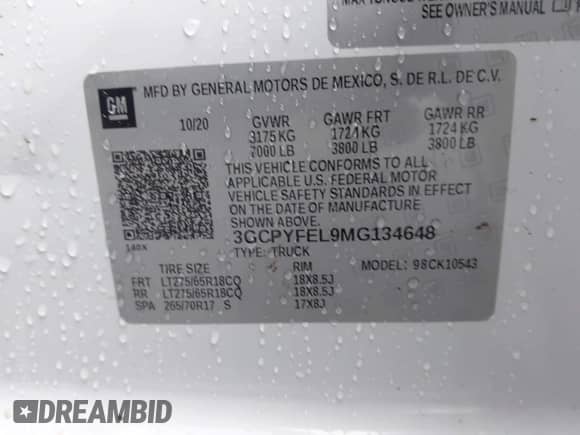 SEE OWNER'S MANUAL
GM
MFD BY GENERAL MOTORS DE MEXICO, S. DE R.L. DE C.V.
10/20 GVWR GAWR FRT GAWR RR
3175 KG 1724 KG 1724 KG
7000 LB 3800 LB 3800 LB
THIS VEHICLE CONFORMS TO ALL
APPLICABLE U.S. FEDERAL MOTOR
VEHICLE SAFETY STANDARDS IN EFFECT
ON THE DATE OF MANUFACTURE
SHOWN ABOVE.
140X
3GCPYFEL9MG134648
TYPE: TRUCK MODEL: 98CK10543
TIRE SIZE RIM
FRT LT275/65R18CQ 18X8.5J
RR LT275/65R18CQ 18X8.5J
SPA 265/70R17 S 17X8J
DREAMBID